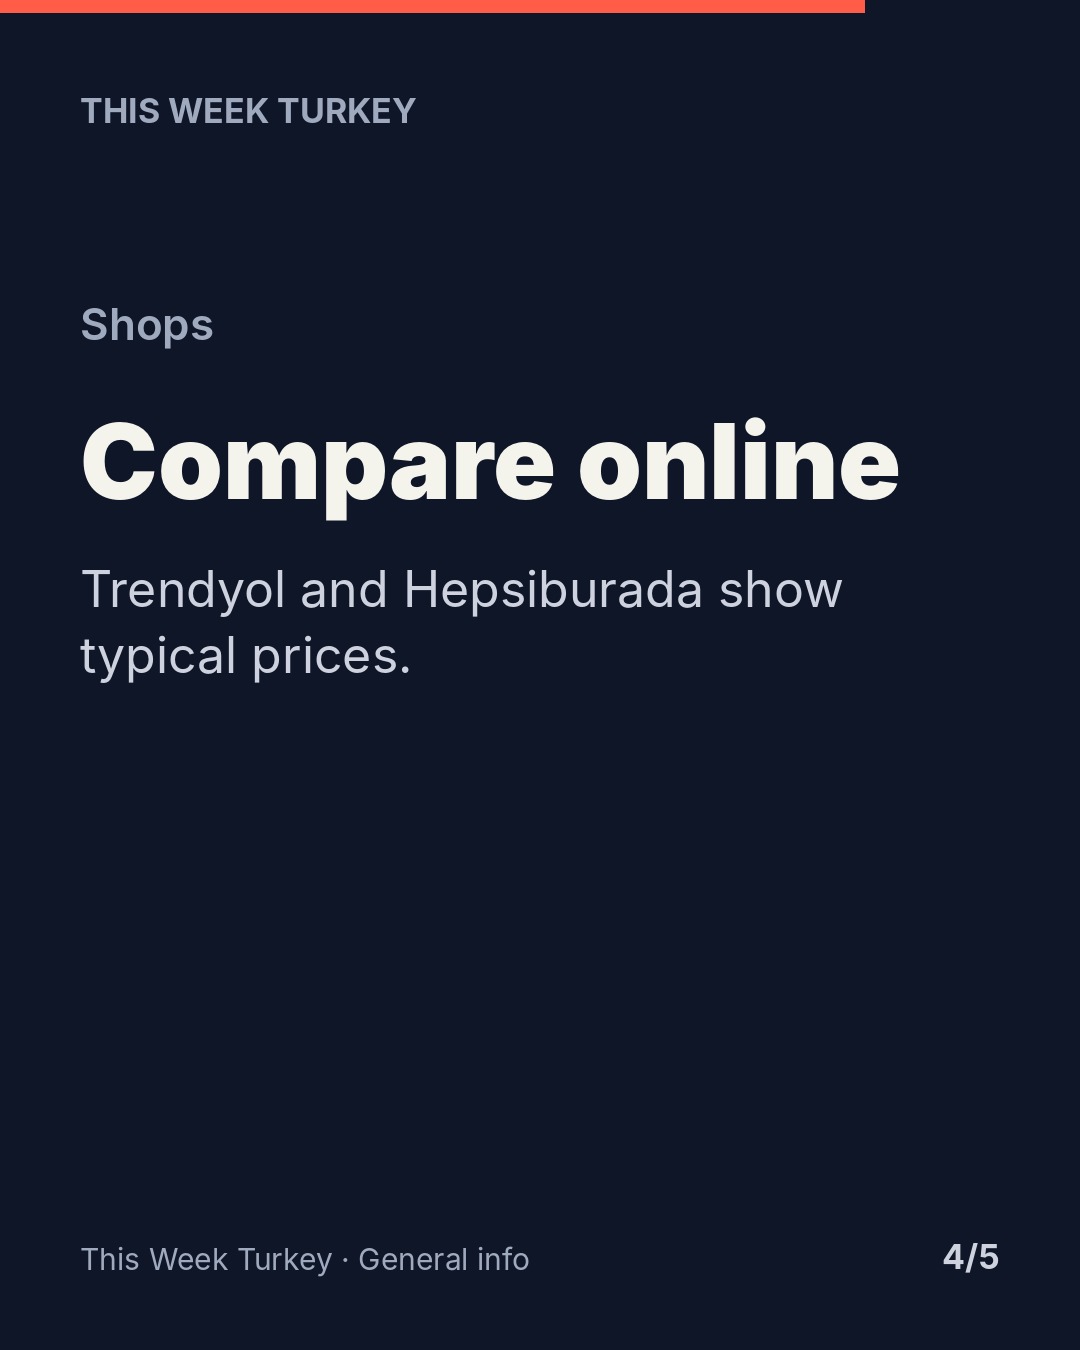 THIS WEEK TURKEY
Shops
Compare online
Trendyol and Hepsiburada show
typical prices.
This Week Turkey · General info
4/5